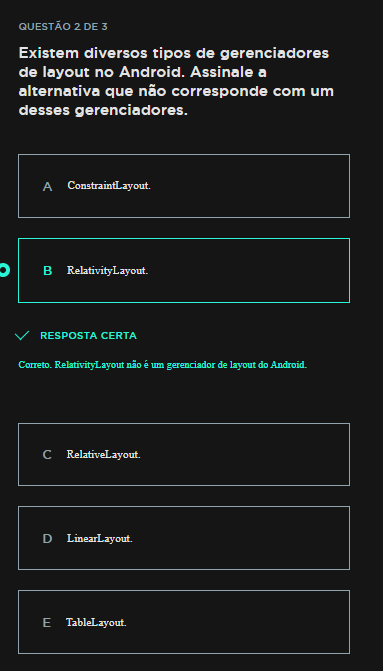 QUESTÃO 2 DE 3
Existem diversos tipos de gerenciadores
de layout no Android. Assinale a
alternativa que não corresponde com um
desses gerenciadores.
A ConstraintLayout.
B RelativityLayout.
RESPOSTA CERTA
Correto. RelativityLayout não é um gerenciador de layout do Android.
C RelativeLayout.
D LinearLayout.
E TableLayout.